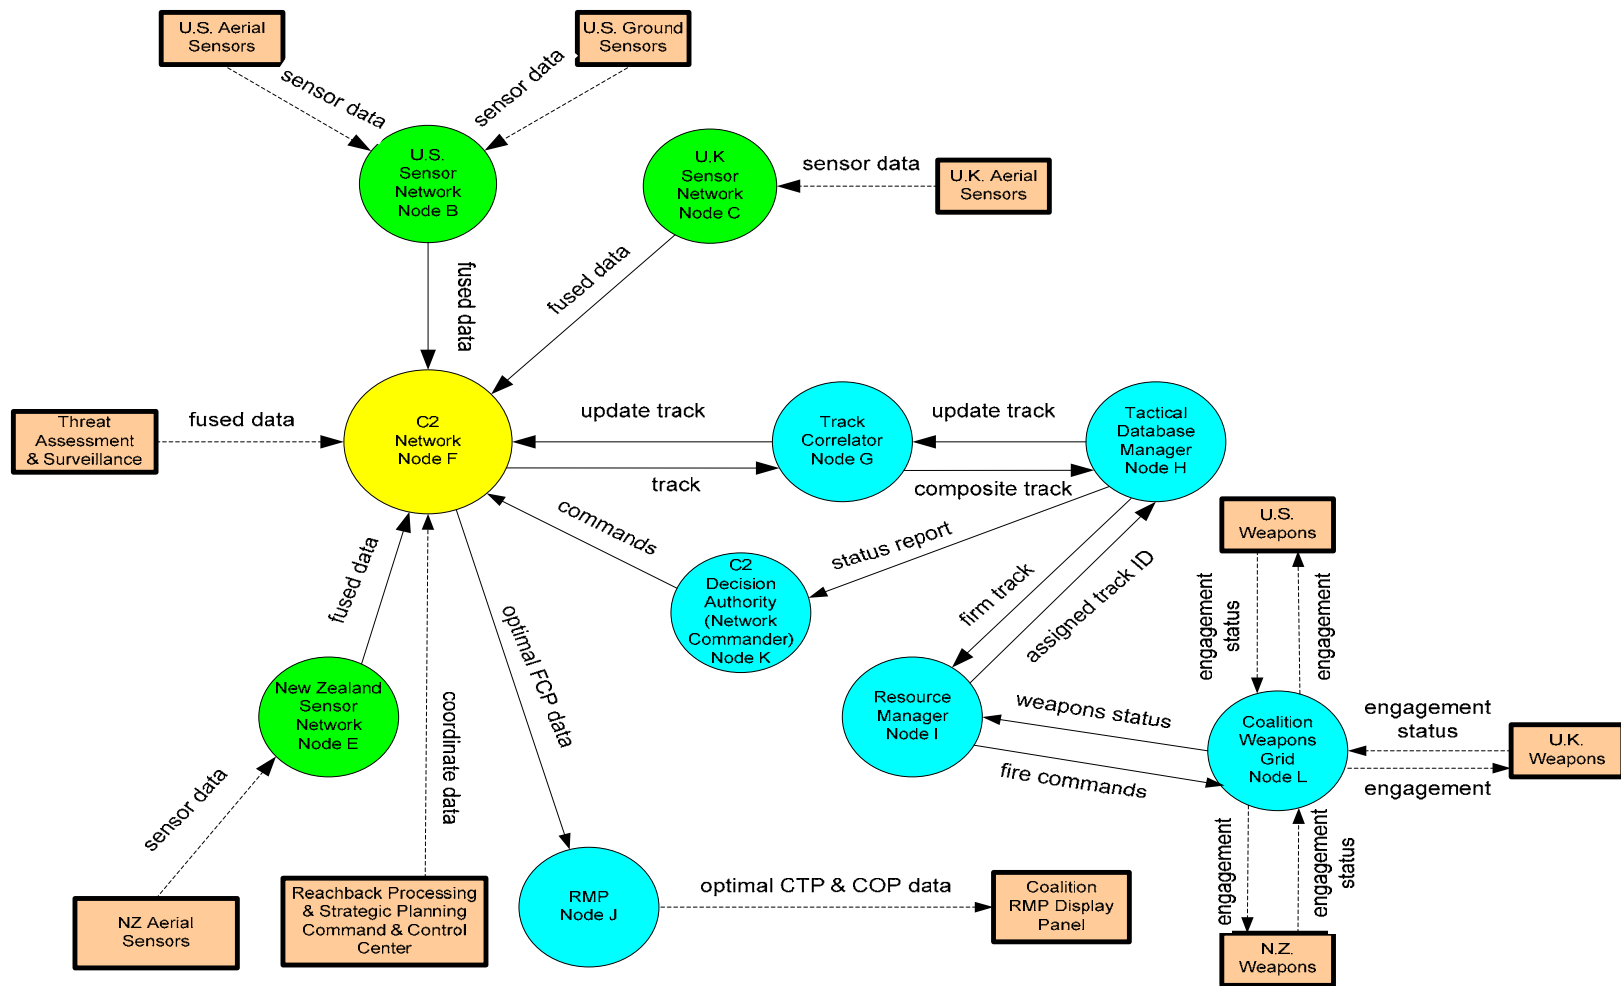 U.S. Aerial
Sensors
U.S. Ground
Sensors
sensor data
sensor data
U.S.
Sensor
Network
Node B
U.K
Sensor
Network
Node C
sensor data
U.K. Aerial
Sensors
fused data
fused data
Threat
Assessment
& Surveillance
fused data
C2
Network
Node F
update track
track
Track
Correlator
Node G
update track
composite track
Tactical
Database
Manager
Node H
commands
status report
C2
Decision
Authority
(Network
Commander)
Node K
firm track
assigned track ID
U.S.
Weapons
engagement
status
engagement
fused data
New Zealand
Sensor
Network
Node E
coordinate data
optimal FCP data
Resource
Manager
Node I
weapons status
fire commands
Coalition
Weapons
Grid
Node L
engagement
status
engagement
U.K.
Weapons
sensor data
NZ Aerial
Sensors
Reachback Processing
& Strategic Planning
Command & Control
Center
RMP
Node J
optimal CTP & COP data
Coalition
RMP Display
Panel
engagement
engagement
status
N.Z.
Weapons